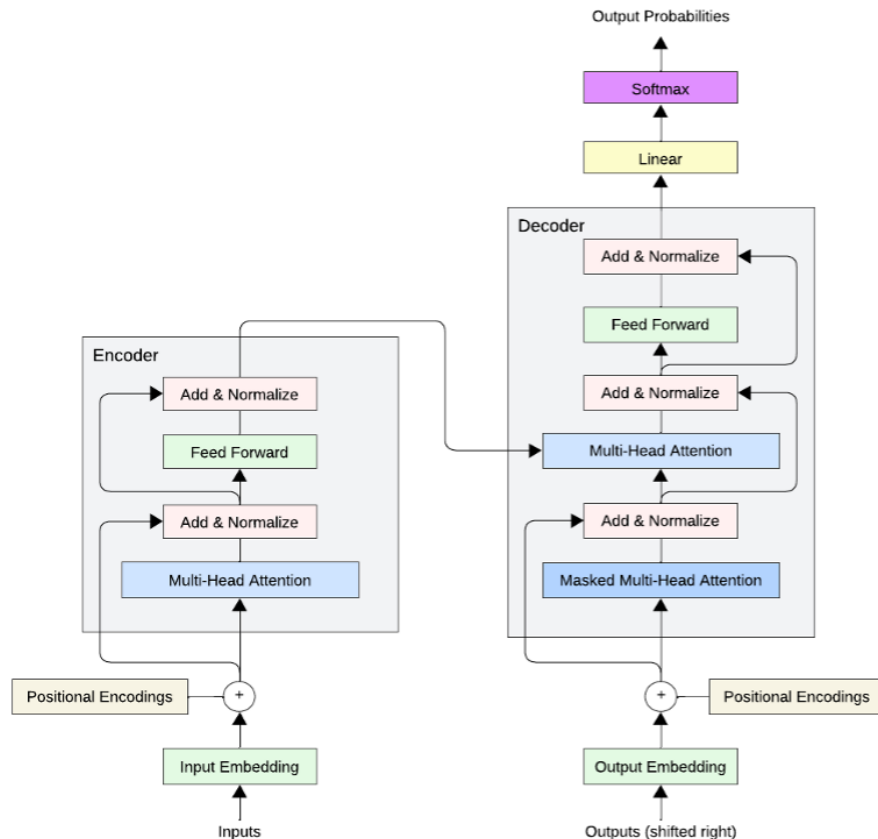 Output Probabilities
Softmax
Linear
Decoder
Add & Normalize
Feed Forward
Add & Normalize
Multi-Head Attention
Add & Normalize
Masked Multi-Head Attention
Encoder
Add & Normalize
Feed Forward
Add & Normalize
Multi-Head Attention
Positional Encodings
+
+
Positional Encodings
Input Embedding
Output Embedding
Inputs
Outputs (shifted right)